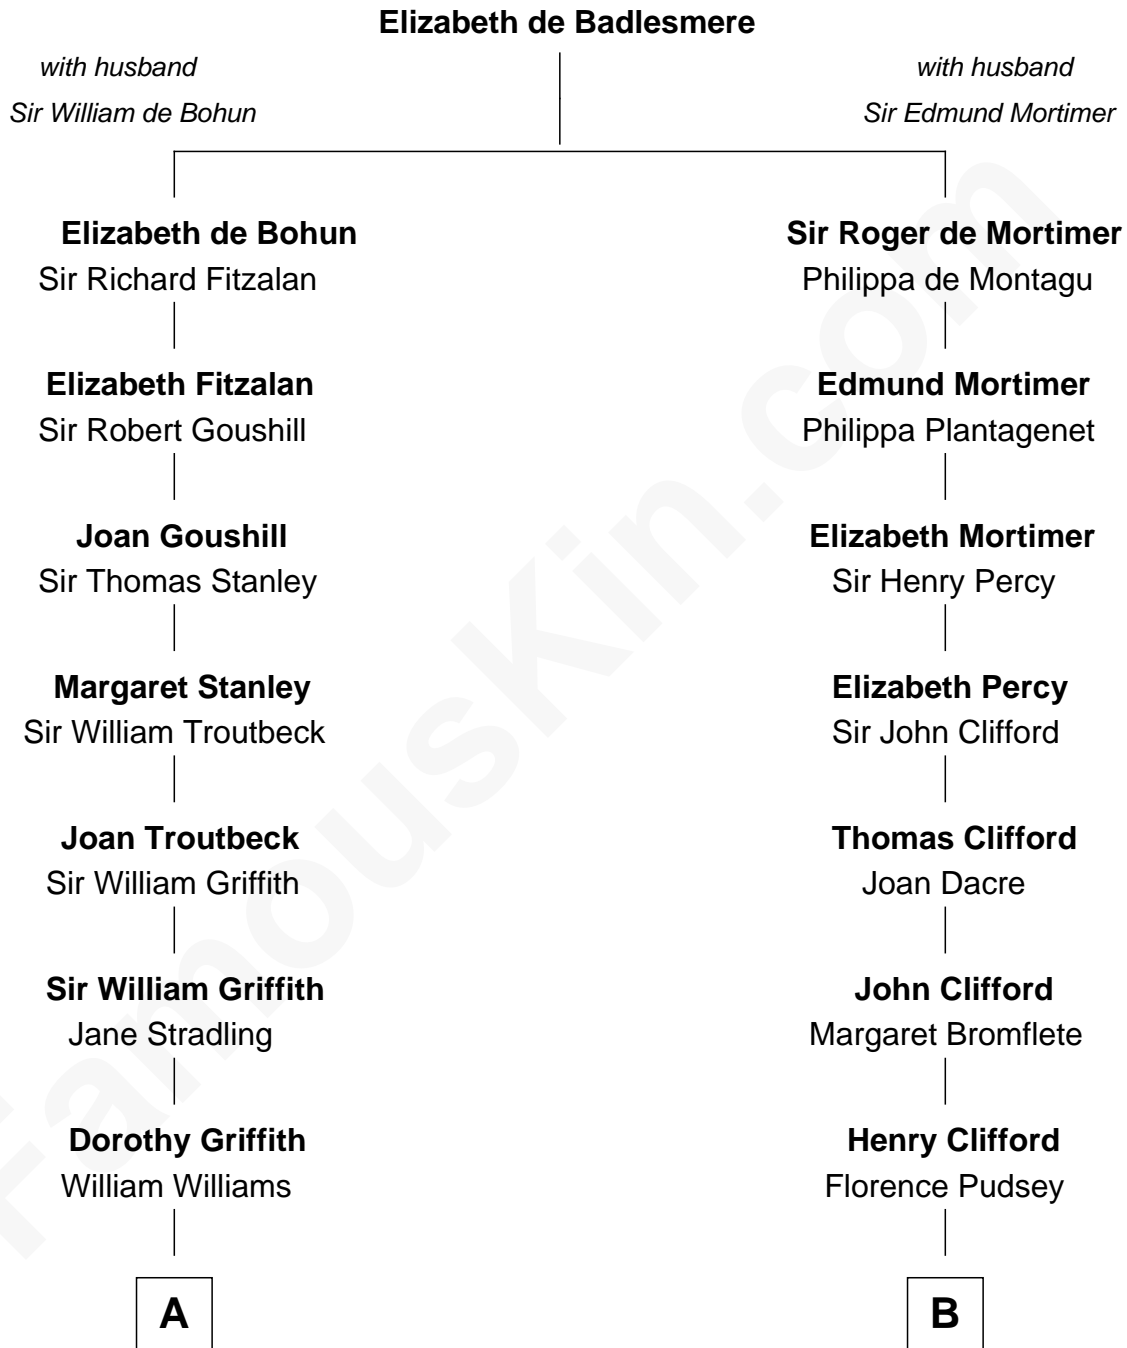 Elizabeth de Badlesmere
with husband
Sir William de Bohun
with husband
Sir Edmund Mortimer
Elizabeth de Bohun
Sir Richard Fitzalan
Elizabeth Fitzalan
Sir Robert Goushill
Joan Goushill
Sir Thomas Stanley
Margaret Stanley
Sir William Troutbeck
Joan Troutbeck
Sir William Griffith
Sir William Griffith
Jane Stradling
Dorothy Griffith
William Williams
A
Sir Roger de Mortimer
Philippa de Montagu
Edmund Mortimer
Philippa Plantagenet
Elizabeth Mortimer
Sir Henry Percy
Elizabeth Percy
Sir John Clifford
Thomas Clifford
Joan Dacre
John Clifford
Margaret Bromflete
Henry Clifford
Florence Pudsey
B
FamousKin.com